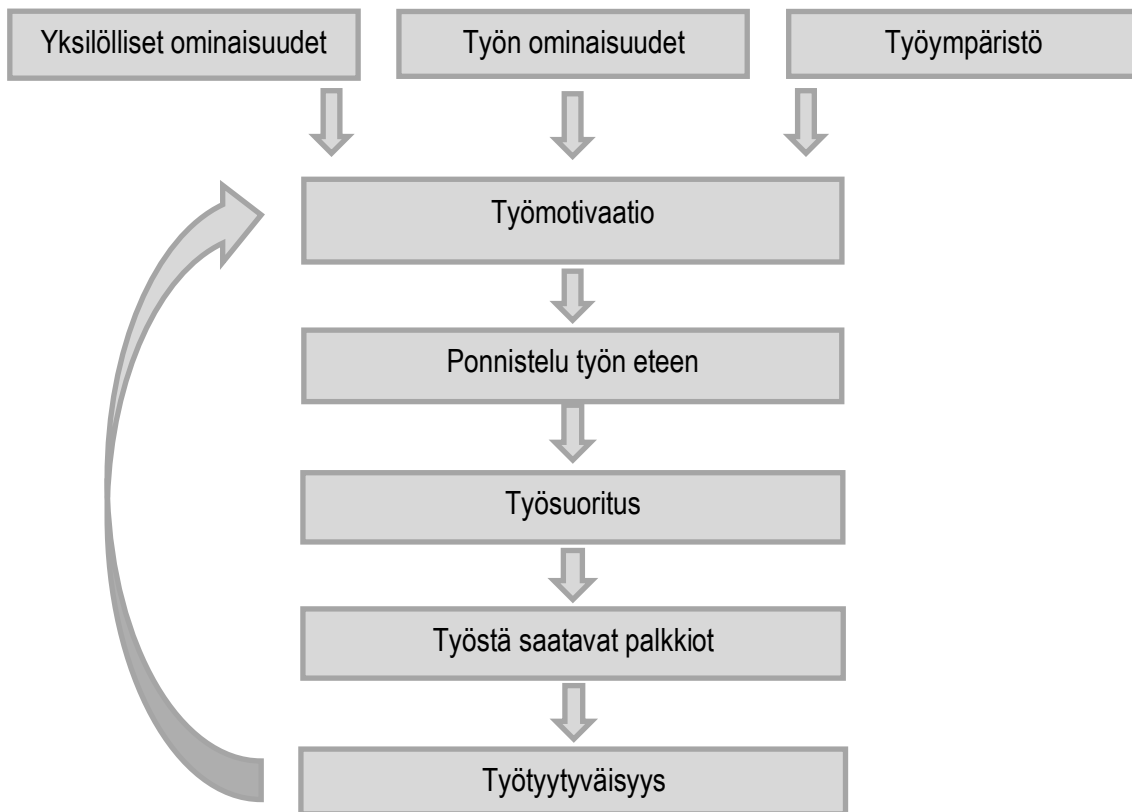 Yksilölliset ominaisuudet
Työn ominaisuudet
Työympäristö
Työmotivaatio
Ponnistelu työn eteen
Työsuoritus
Työstä saatavat palkkiot
Työtyytyväisyys